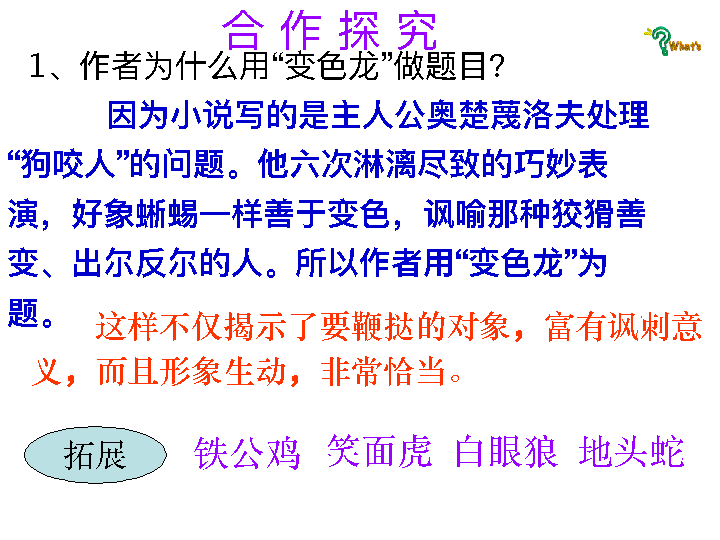 合作探究
What's
1、作者为什么用“变色龙”做题目?
因为小说写的是主人公奥楚蔑洛夫处理
“狗咬人”的问题。他六次淋漓尽致的巧妙表
演，好象蜥蜴一样善于变色，讽喻那种狡猾善
变、出尔反尔的人。所以作者用“变色龙”为
题。
这样不仅揭示了要鞭挞的对象，富有讽刺意
义，而且形象生动，非常恰当。
拓展 铁公鸡 笑面虎 白眼狼 地头蛇